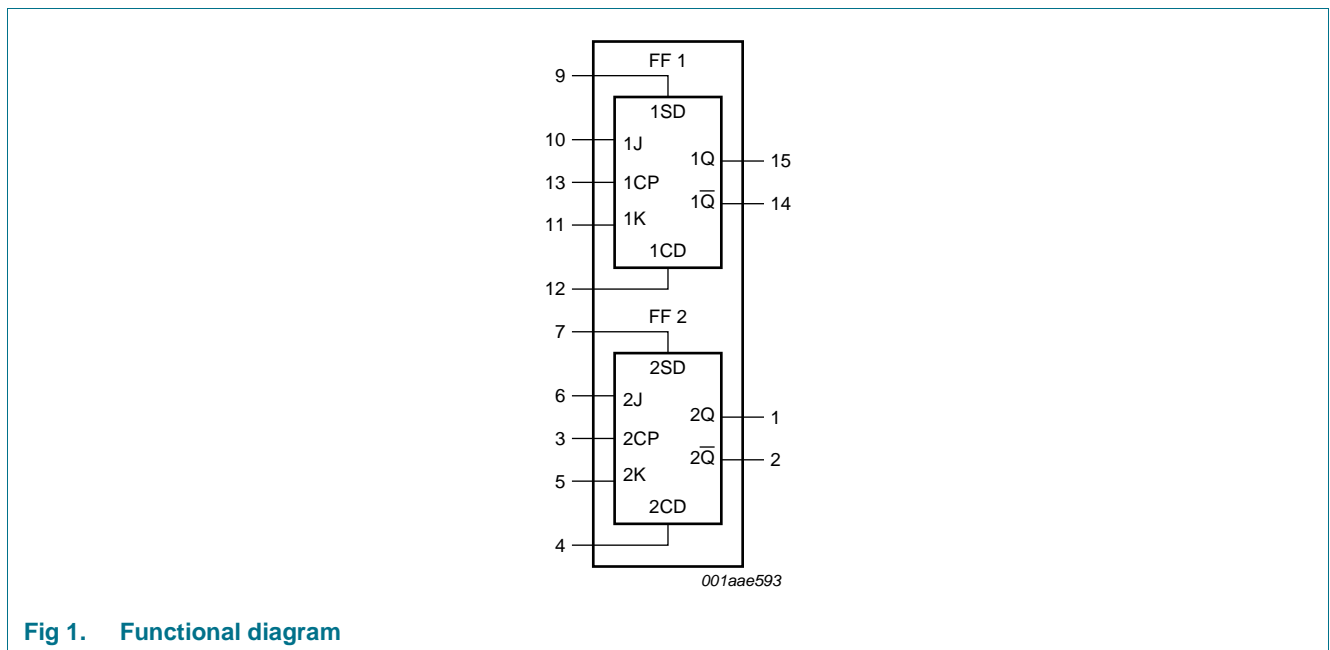 FF 1
9
1SD
10
1J
1Q
15
13
1CP
1Q̅
14
11
1K
1CD
12
FF 2
7
2SD
6
2J
2Q
1
3
2CP
2Q̅
2
5
2K
2CD
4
001aae593
Fig 1. Functional diagram